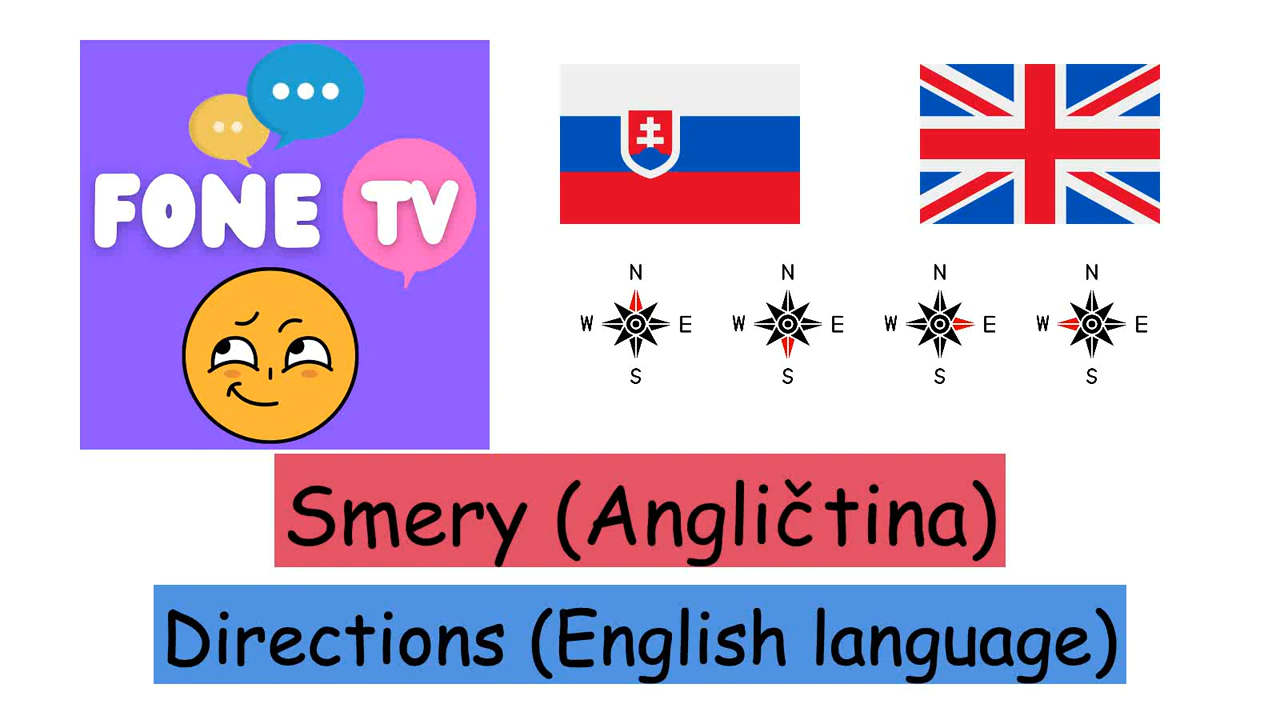 FONE TV
N N N N
W E W E W E W E
S S S S
Smery (Angličtina)
Directions (English language)